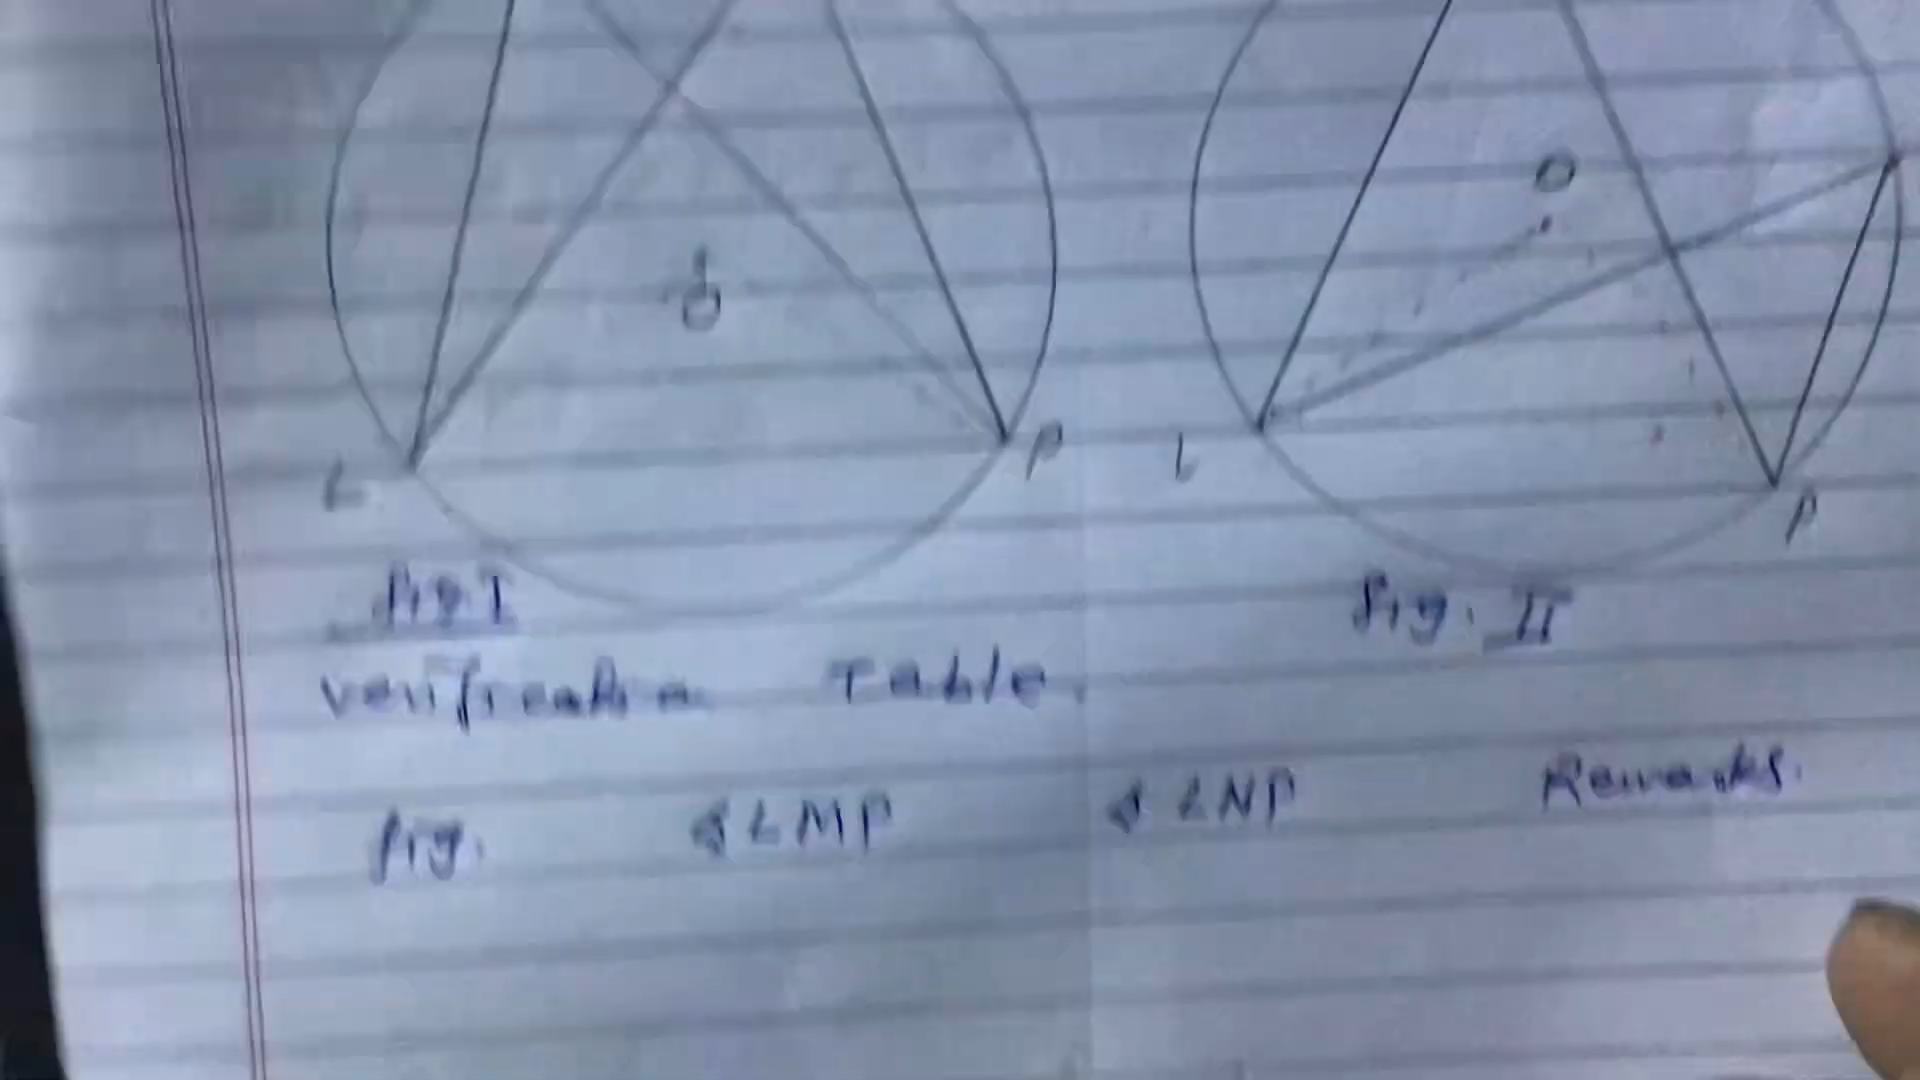 O
O
L
P
L
P
fig. I
fig. II
verification Table.
fig. ∢LMP ∢LNP Remarks.